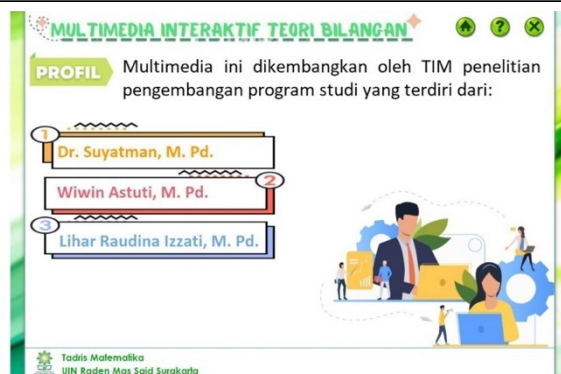 MULTIMEDIA INTERAKTIF TEORI BILANGAN
?
PROFIL
Multimedia ini dikembangkan oleh TIM penelitian
pengembangan program studi yang terdiri dari:
1
Dr. Suyatman, M. Pd.
2
Wiwin Astuti, M. Pd.
3
Lihar Raudina Izzati, M. Pd.
Tadris Matematika
UIN Raden Mas Said Surakarta